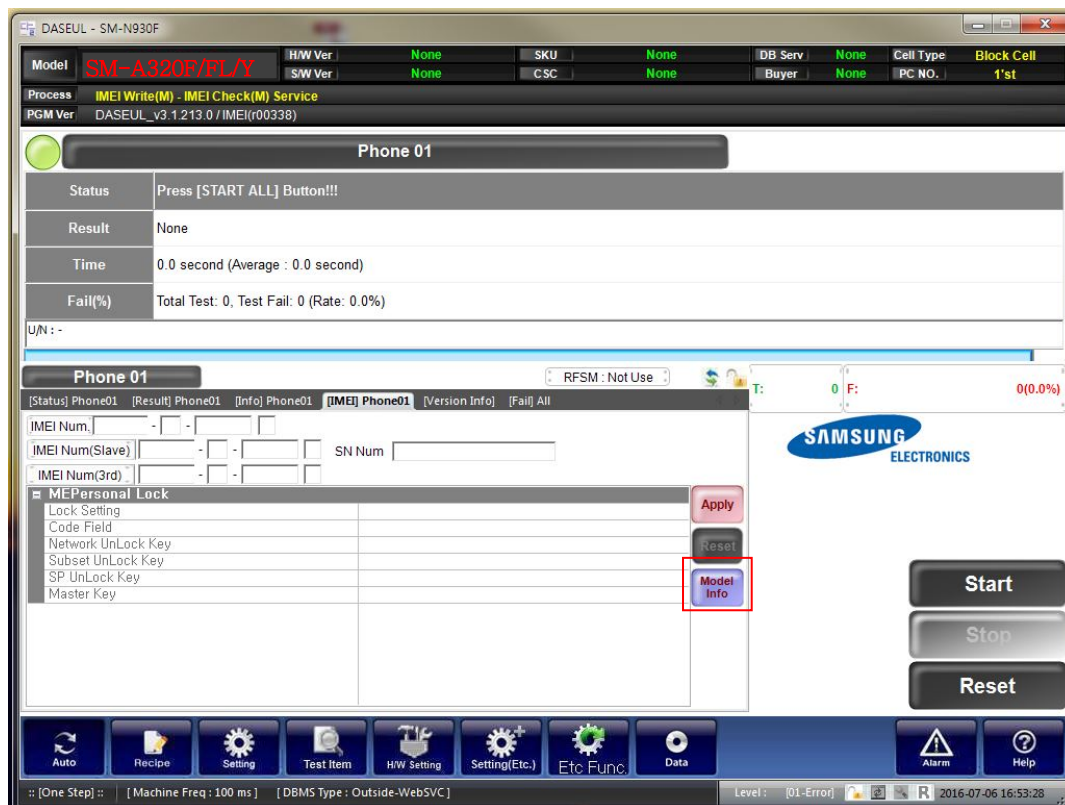 DASEUL - SM-N930F
Model SM-A320F/FL/Y H/W Ver None SKU None DB Serv None Cell Type Block Cell
S/W Ver None CSC None Buyer None PC NO. 1'st
Process IMEI Write(M) - IMEI Check(M) Service
PGM Ver DASEUL_v3.1.213.0 / IMEI(r00338)
Phone 01
Status Press [START ALL] Button!!!
Result None
Time 0.0 second (Average : 0.0 second)
Fail(%) Total Test: 0, Test Fail: 0 (Rate: 0.0%)
U/N : -
Phone 01 RFSM : Not Use T: 0 F: 0(0.0%)
[Status] Phone01 [Result] Phone01 [Info] Phone01 [IMEI] Phone01 [Version Info] [Fail] All
IMEI Num. - -
IMEI Num(Slave) - - SN Num
IMEI Num(3rd) - -
SAMSUNG
ELECTRONICS
MEPersonal Lock
Lock Setting
Code Field
Network UnLock Key
Subset UnLock Key
SP UnLock Key
Master Key
Apply
Reset
Model
Info
Start
Stop
Reset
Auto Recipe Setting Test Item H/W Setting Setting(Etc.) Etc Func. Data Alarm Help
:: [One Step] :: [ Machine Freq : 100 ms ] [ DBMS Type : Outside-WebSVC ] Level : [01-Error] R 2016-07-06 16:53:28